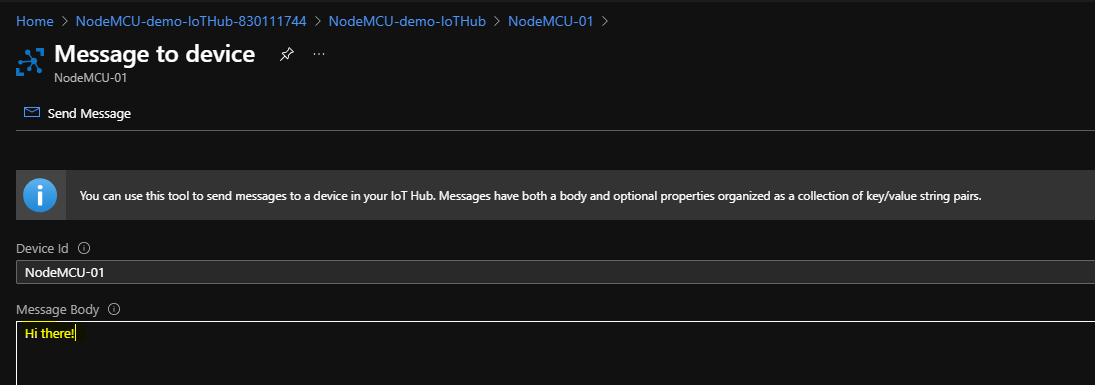 Home > NodeMCU-demo-IoTHub-830111744 > NodeMCU-demo-IoTHub > NodeMCU-01 >
Message to device
NodeMCU-01
Send Message
You can use this tool to send messages to a device in your IoT Hub. Messages have both a body and optional properties organized as a collection of key/value string pairs.
Device Id
NodeMCU-01
Message Body
Hi there!